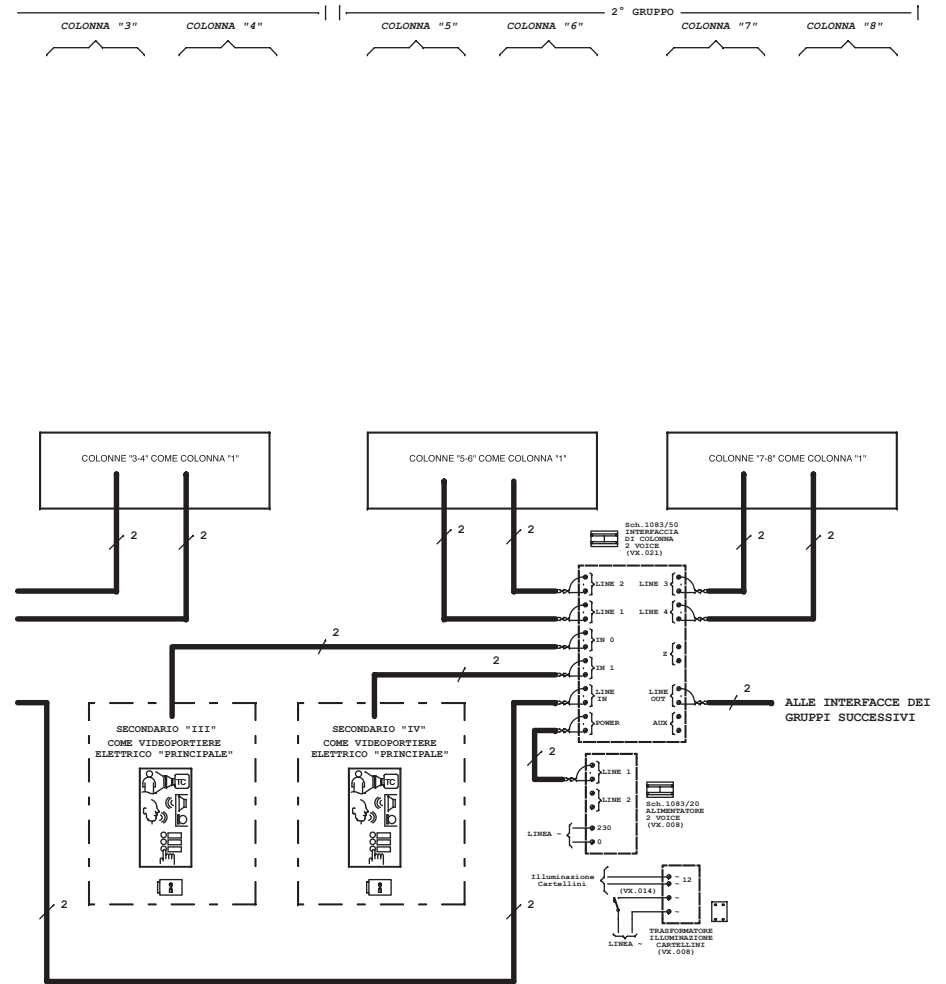 2° GRUPPO
COLONNA "3"
COLONNA "4"
COLONNA "5"
COLONNA "6"
COLONNA "7"
COLONNA "8"
COLONNE "3-4" COME COLONNA "1"
COLONNE "5-6" COME COLONNA "1"
COLONNE "7-8" COME COLONNA "1"
2
2
2
2
2
2
Sch.1083/50
INTERFACCIA
DI COLONNA
2 VOICE
(VX.021)
LINE 2
LINE 3
LINE 1
LINE 4
IN 0
Z
IN 1
LINE
IN
LINE
OUT
POWER
AUX
2
2
2
ALLE INTERFACCE DEI
GRUPPI SUCCESSIVI
SECONDARIO "III"
COME VIDEOPORTIERE
ELETTRICO "PRINCIPALE"
TC
SECONDARIO "IV"
COME VIDEOPORTIERE
ELETTRICO "PRINCIPALE"
TC
2
LINE 1
LINE 2
Sch.1083/20
ALIMENTATORE
2 VOICE
(VX.008)
LINEA ~
230
0
Illuminazione
Cartellini
(VX.014)
~ 12
~
~
~
LINEA ~
TRASFORMATORE
ILLUMINAZIONE
CARTELLINI
(VX.008)
2
2